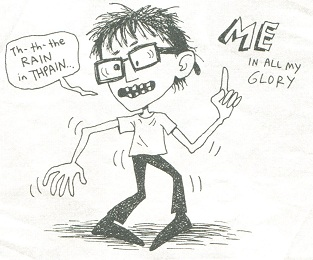 Th-th-the
RAIN
in THPAIN...
ME
IN ALL MY
GLORY